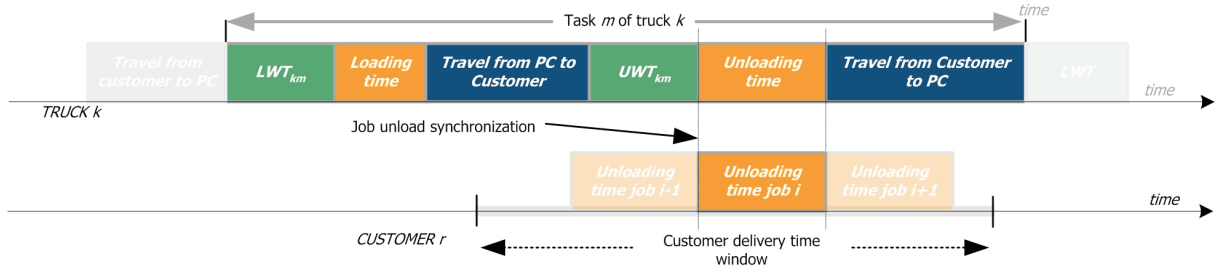 Task m of truck k
time
Travel from
customer to PC
LWTkm
Loading
time
Travel from PC to
Customer
UWTkm
Unloading
time
Travel from Customer
to PC
LWT
time
TRUCK k
Job unload synchronization
Unloading
time job i-1
Unloading
time job i
Unloading
time job i+1
time
CUSTOMER r
Customer delivery time
window